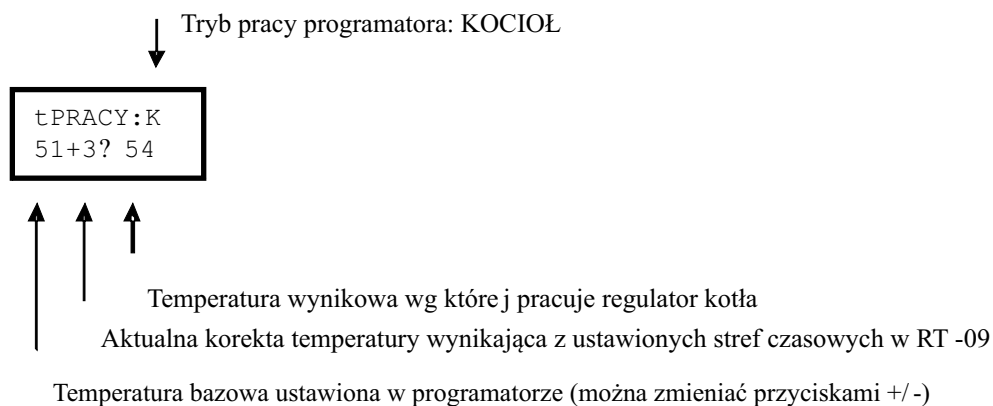 Tryb pracy programatora: KOCIOŁ
tPRACY:K
51+3? 54
Temperatura wynikowa wg której pracuje regulator kotła
Aktualna korekta temperatury wynikająca z ustawionych stref czasowych w RT -09
Temperatura bazowa ustawiona w programatorze (można zmieniać przyciskami +/ -)